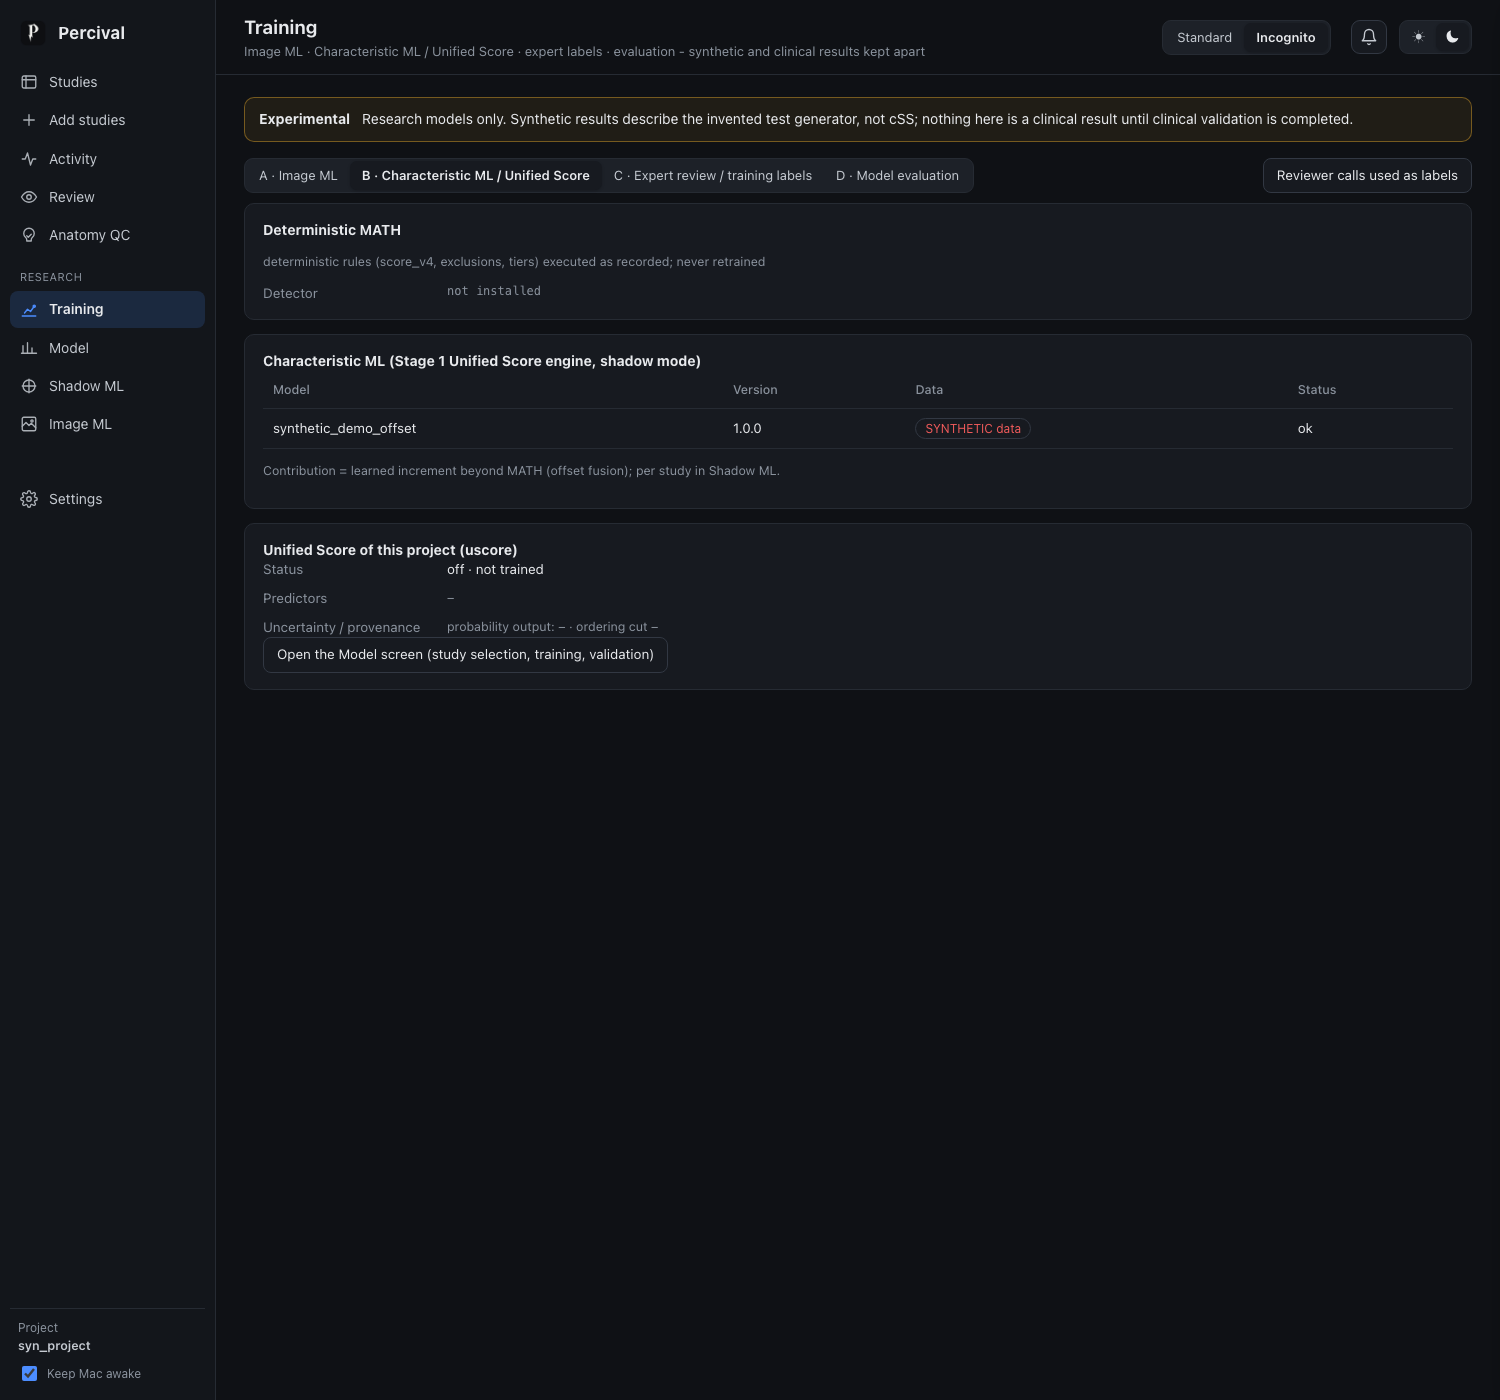 Percival
Studies
Add studies
Activity
Review
Anatomy QC
RESEARCH
Training
Model
Shadow ML
Image ML
Settings
Project
syn_project
Keep Mac awake
Training
Image ML · Characteristic ML / Unified Score · expert labels · evaluation - synthetic and clinical results kept apart
Standard Incognito
Experimental Research models only. Synthetic results describe the invented test generator, not cSS; nothing here is a clinical result until clinical validation is completed.
A · Image ML B · Characteristic ML / Unified Score C · Expert review / training labels D · Model evaluation Reviewer calls used as labels
Deterministic MATH
deterministic rules (score_v4, exclusions, tiers) executed as recorded; never retrained
Detector not installed
Characteristic ML (Stage 1 Unified Score engine, shadow mode)
Model Version Data Status
synthetic_demo_offset 1.0.0 SYNTHETIC data ok
Contribution = learned increment beyond MATH (offset fusion); per study in Shadow ML.
Unified Score of this project (uscore)
Status off · not trained
Predictors –
Uncertainty / provenance probability output: – · ordering cut –
Open the Model screen (study selection, training, validation)